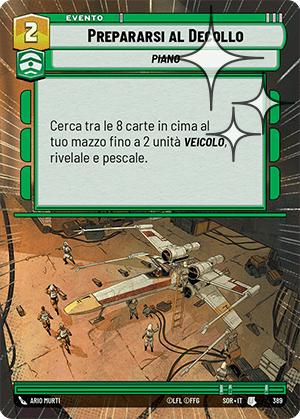 EVENTO
2
PREPARARSI AL DECOLLO
PIANO
Cerca tra le 8 carte in cima al
tuo mazzo fino a 2 unità VEICOLO,
rivelale e pescale.
ARIO MURTI
©LFL ©FFG
SOR • IT
389